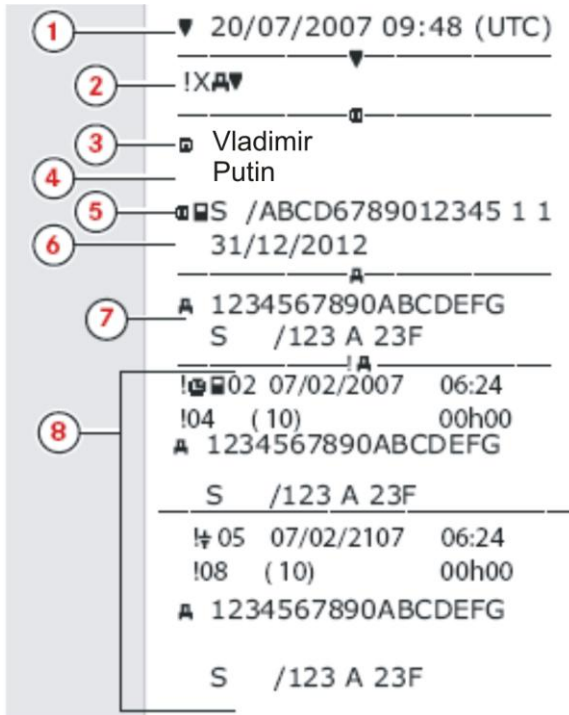 1 ▼ 20/07/2007 09:48 (UTC)
2 !X▼
3 Vladimir
4 Putin
5 S /ABCD6789012345 1 1
6 31/12/2012
1234567890ABCDEFG
7 S /123 A 23F
!02 07/02/2007 06:24
!04 (10) 00h00
8 1234567890ABCDEFG
S /123 A 23F
!05 07/02/2107 06:24
!08 (10) 00h00
1234567890ABCDEFG
S /123 A 23F